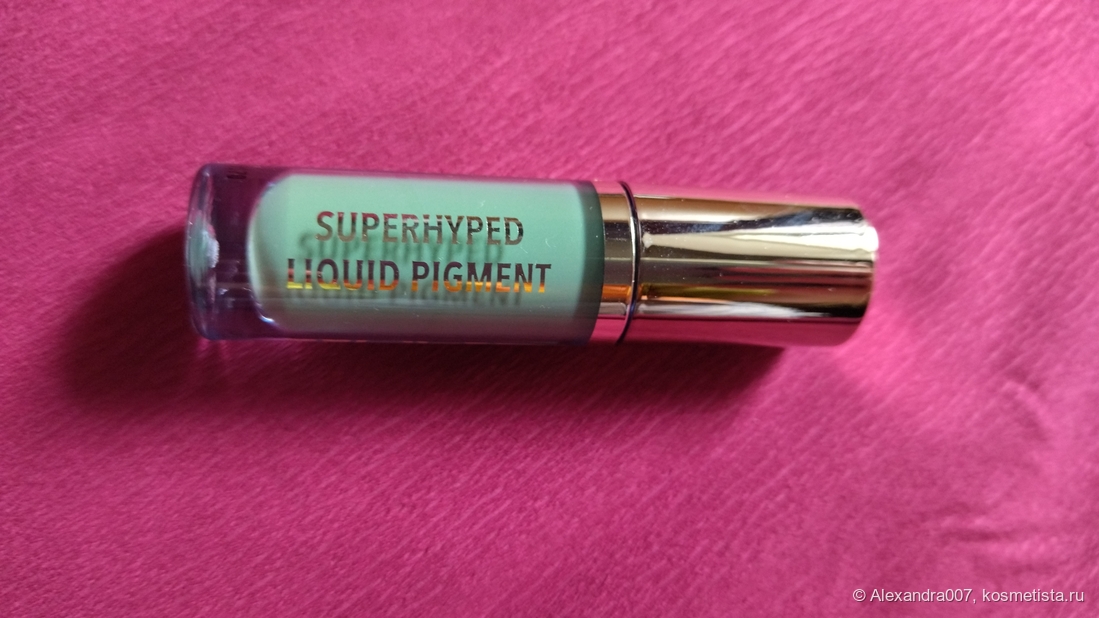 SUPERHYPED
LIQUID PIGMENT
© Alexandra007, kosmetista.ru